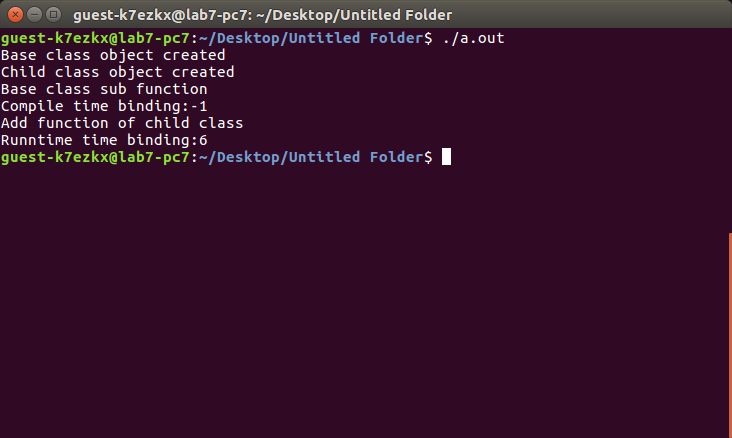 guest-k7ezkx@lab7-pc7: ~/Desktop/Untitled Folder
guest-k7ezkx@lab7-pc7:~/Desktop/Untitled Folder$ ./a.out
Base class object created
Child class object created
Base class sub function
Compile time binding:-1
Add function of child class
Runntime time binding:6
guest-k7ezkx@lab7-pc7:~/Desktop/Untitled Folder$